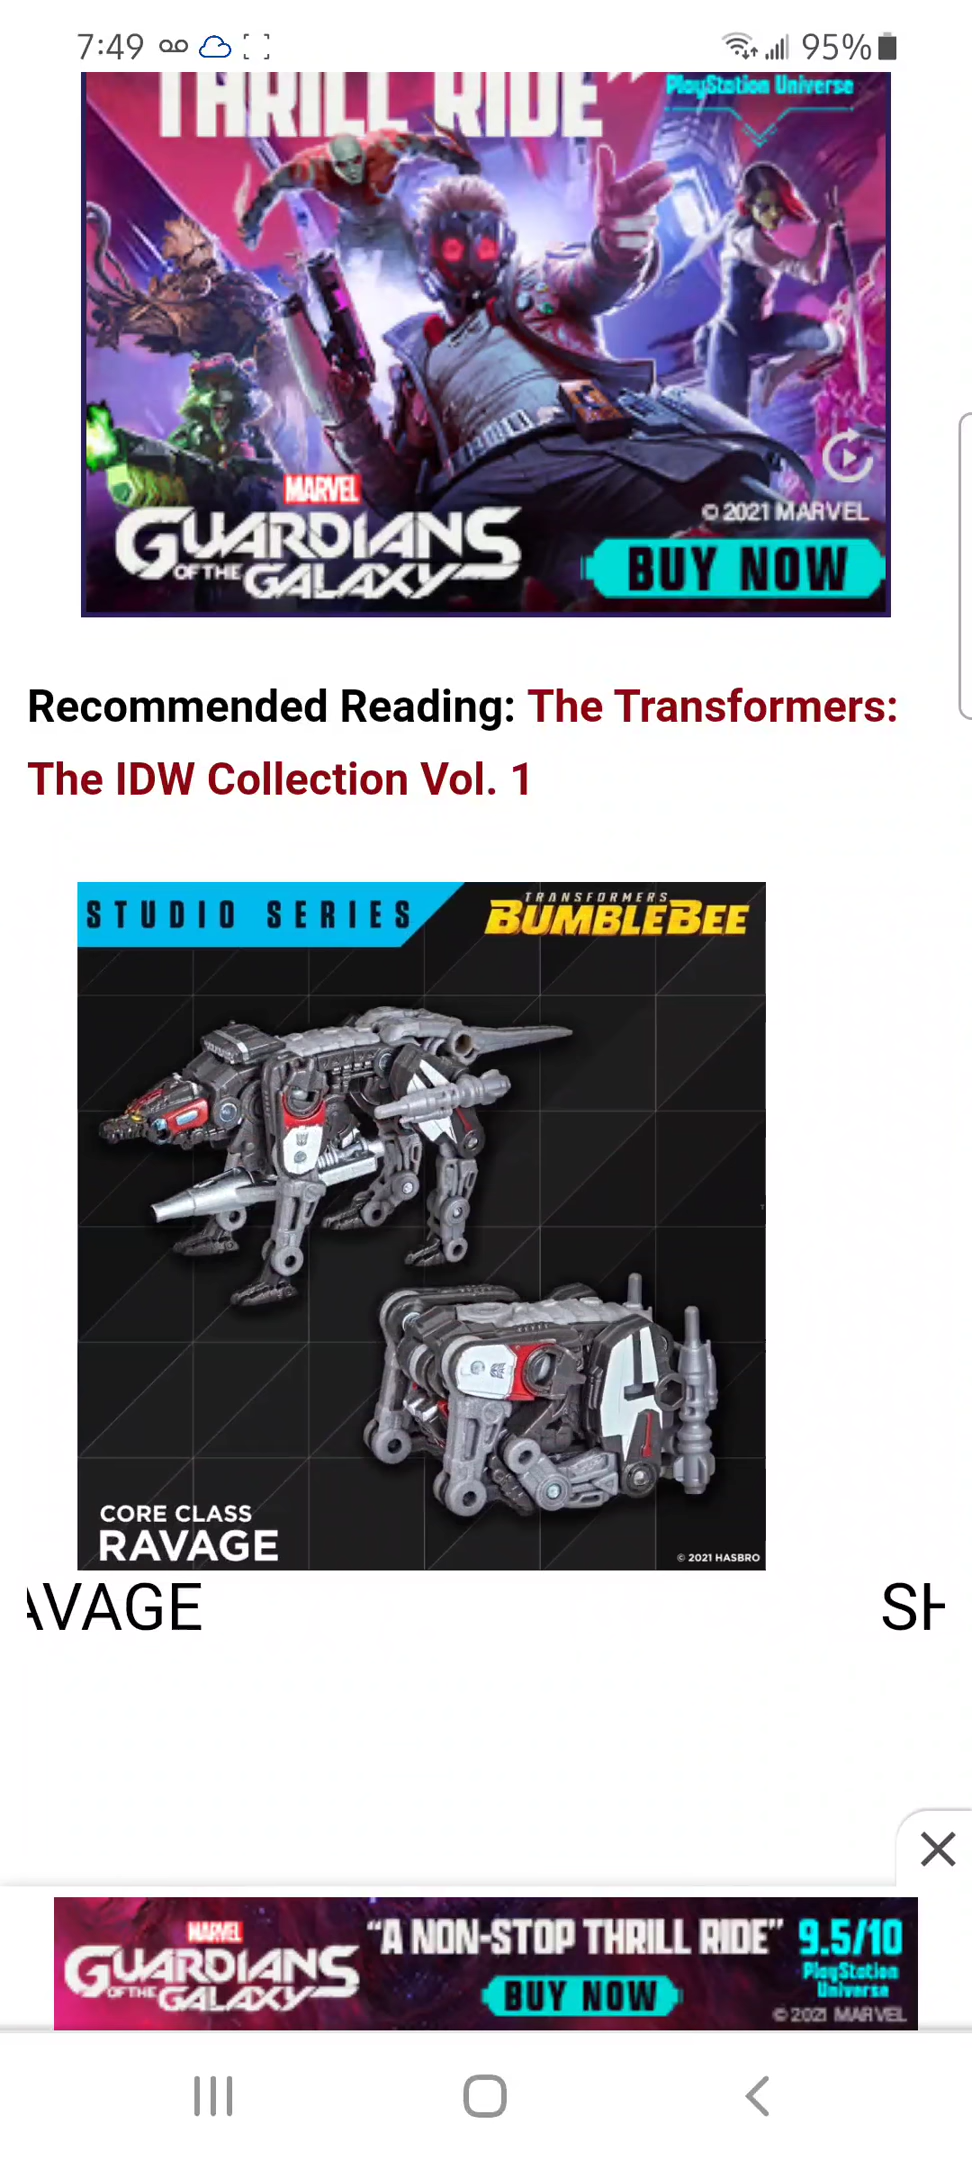 7:49
95%
THRILL RIDE"
PlayStation Universe
MARVEL
GUARDIANS
OF THE GALAXY
© 2021 MARVEL
BUY NOW
Recommended Reading: The Transformers:
The IDW Collection Vol. 1
STUDIO SERIES
TRANSFORMERS
BUMBLEBEE
CORE CLASS
RAVAGE
© 2021 HASBRO
AVAGE
SH
MARVEL
GUARDIANS
OF THE GALAXY
“A NON-STOP THRILL RIDE”
BUY NOW
9.5/10
PlayStation
Universe
© 2021 MARVEL